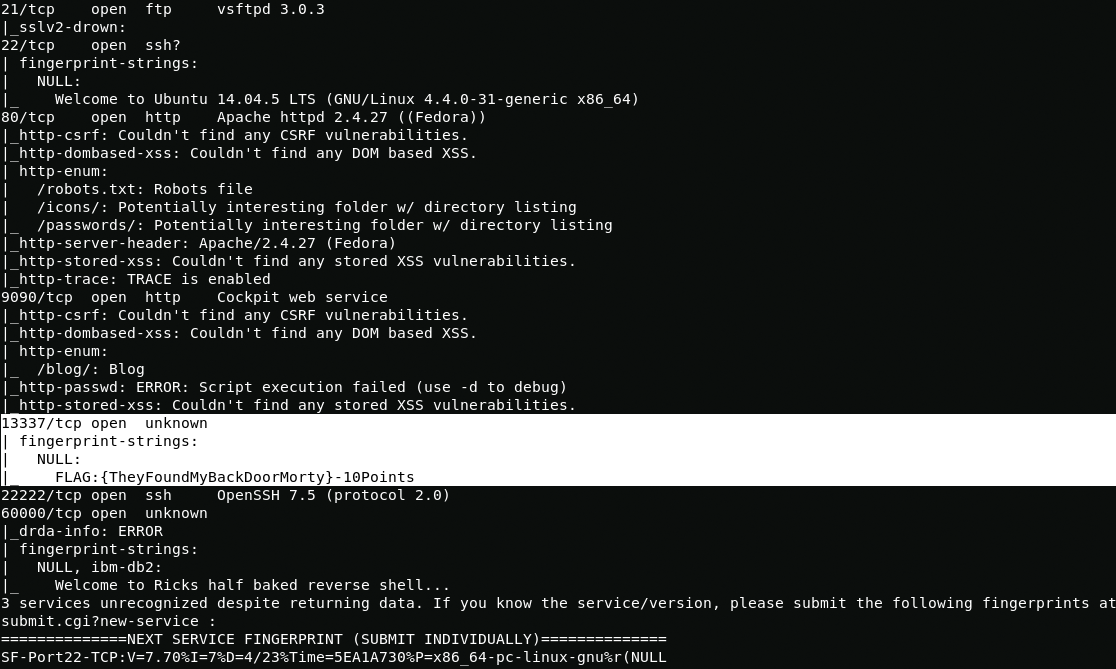 21/tcp    open  ftp     vsftpd 3.0.3
|_sslv2-drown:
22/tcp    open  ssh?
| fingerprint-strings:
|   NULL:
|_    Welcome to Ubuntu 14.04.5 LTS (GNU/Linux 4.4.0-31-generic x86_64)
80/tcp    open  http    Apache httpd 2.4.27 ((Fedora))
|_http-csrf: Couldn't find any CSRF vulnerabilities.
|_http-dombased-xss: Couldn't find any DOM based XSS.
| http-enum:
|   /robots.txt: Robots file
|   /icons/: Potentially interesting folder w/ directory listing
|_  /passwords/: Potentially interesting folder w/ directory listing
|_http-server-header: Apache/2.4.27 (Fedora)
|_http-stored-xss: Couldn't find any stored XSS vulnerabilities.
|_http-trace: TRACE is enabled
9090/tcp  open  http    Cockpit web service
|_http-csrf: Couldn't find any CSRF vulnerabilities.
|_http-dombased-xss: Couldn't find any DOM based XSS.
| http-enum:
|_  /blog/: Blog
|_http-passwd: ERROR: Script execution failed (use -d to debug)
|_http-stored-xss: Couldn't find any stored XSS vulnerabilities.
13337/tcp open  unknown
| fingerprint-strings:
|   NULL:
|_    FLAG:{TheyFoundMyBackDoorMorty}-10Points
22222/tcp open  ssh     OpenSSH 7.5 (protocol 2.0)
60000/tcp open  unknown
|_drda-info: ERROR
| fingerprint-strings:
|   NULL, ibm-db2:
|_    Welcome to Ricks half baked reverse shell...
3 services unrecognized despite returning data. If you know the service/version, please submit the following fingerprints at
submit.cgi?new-service :
==============NEXT SERVICE FINGERPRINT (SUBMIT INDIVIDUALLY)==============
SF-Port22-TCP:V=7.70%I=7%D=4/23%Time=5EA1A730%P=x86_64-pc-linux-gnu%r(NULL